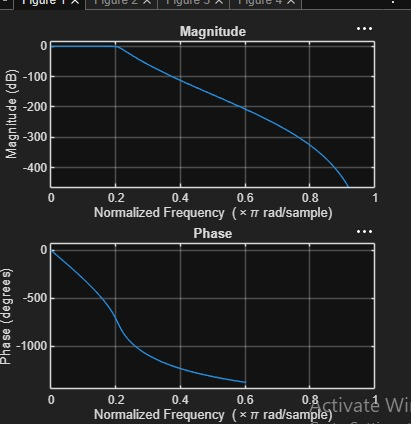 Figure 1 × Figure 2 × Figure 3 × Figure 4 ×
Magnitude
Magnitude (dB)
0
-100
-200
-300
-400
0 0.2 0.4 0.6 0.8 1
Normalized Frequency (×π rad/sample)
Phase
Phase (degrees)
0
-500
-1000
0 0.2 0.4 0.6 0.8 1
Normalized Frequency (×π rad/sample)
Activate Wi